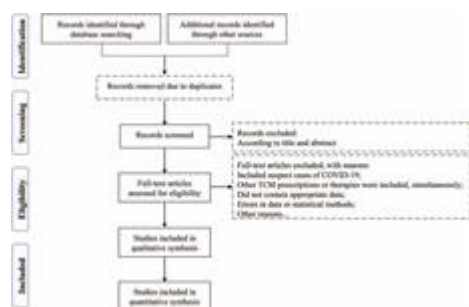 Identification
Records identified through
database searching
Additional records identified
through other sources
Records removed due to duplicates
Screening
Records screened
Records excluded:
According to title and abstract
Eligibility
Full-text articles
assessed for eligibility
Full-text articles excluded, with reasons:
Included suspect cases of COVID-19;
Other TCM prescriptions or therapies were included, simultaneously;
Did not contain appropriate data;
Errors in data or statistical methods;
Other reasons...
Included
Studies included in
qualitative synthesis
Studies included in
quantitative synthesis